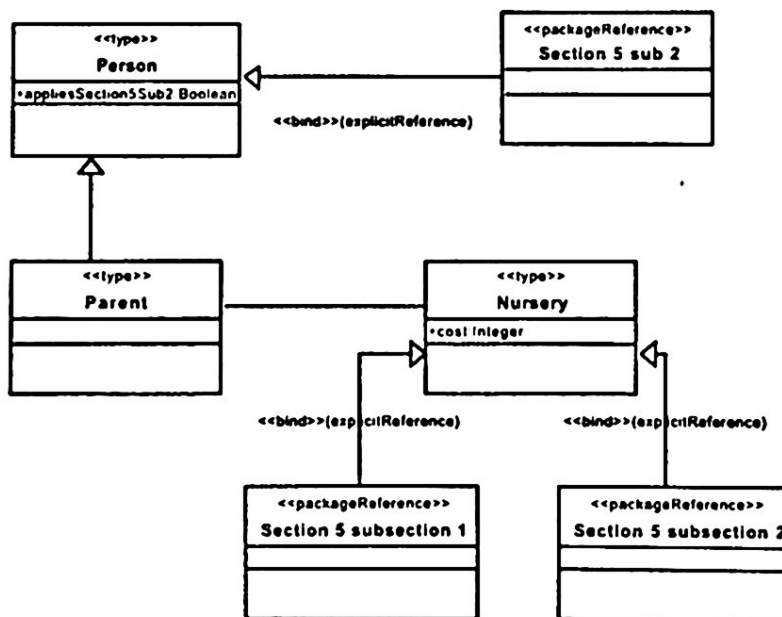 <<type>>
Person
+appliesSection5Sub2 Boolean
<<packageReference>>
Section 5 sub 2
<<bind>>(explicitReference)
<<type>>
Parent
<<type>>
Nursery
+cost Integer
<<bind>>(explicitReference)
<<bind>>(explicitReference)
<<packageReference>>
Section 5 subsection 1
<<packageReference>>
Section 5 subsection 2